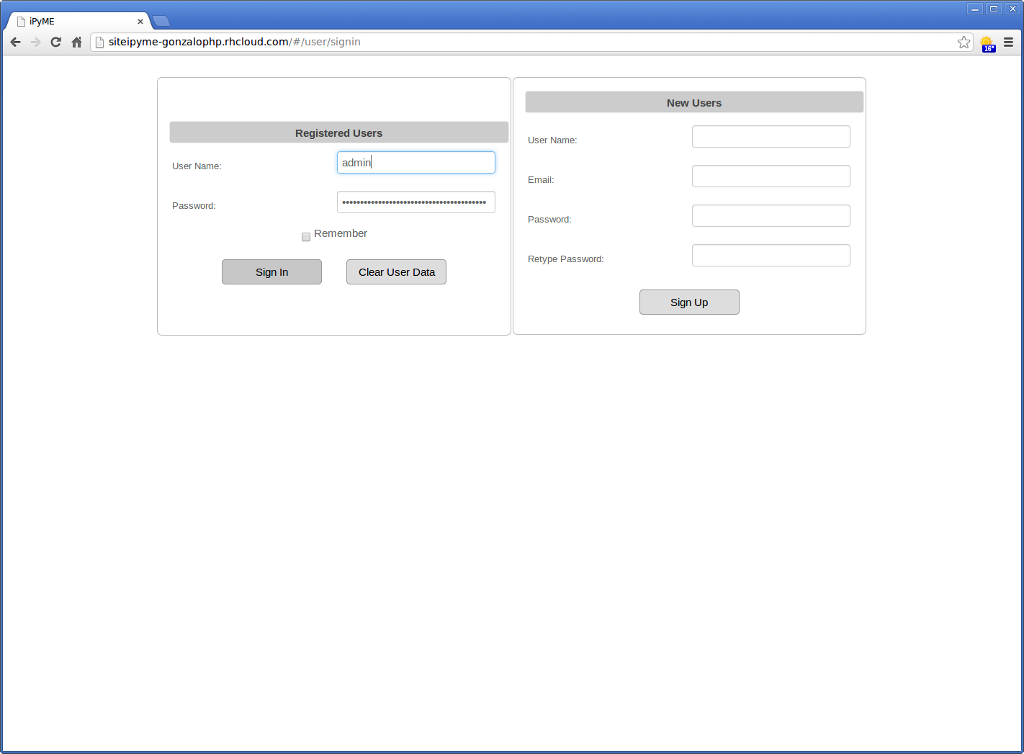 iPyME
siteipyme-gonzalophp.rhcloud.com/#/user/signin
16°
Registered Users
User Name:
admin
Password:
••••••••••••••••••••••••••••••••••••••••
Remember
Sign In
Clear User Data
New Users
User Name:
Email:
Password:
Retype Password:
Sign Up